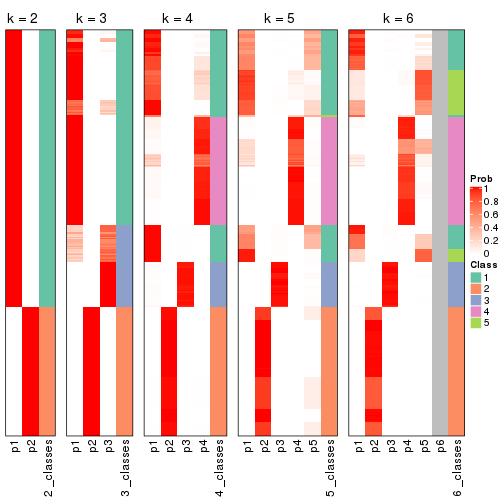 k = 2
k = 3
k = 4
k = 5
k = 6
Prob
1
0.8
0.6
0.4
0.2
0
Class
1
2
3
4
5
p1
p2
2_classes
p1
p2
p3
3_classes
p1
p2
p3
p4
4_classes
p1
p2
p3
p4
p5
5_classes
p1
p2
p3
p4
p5
p6
6_classes